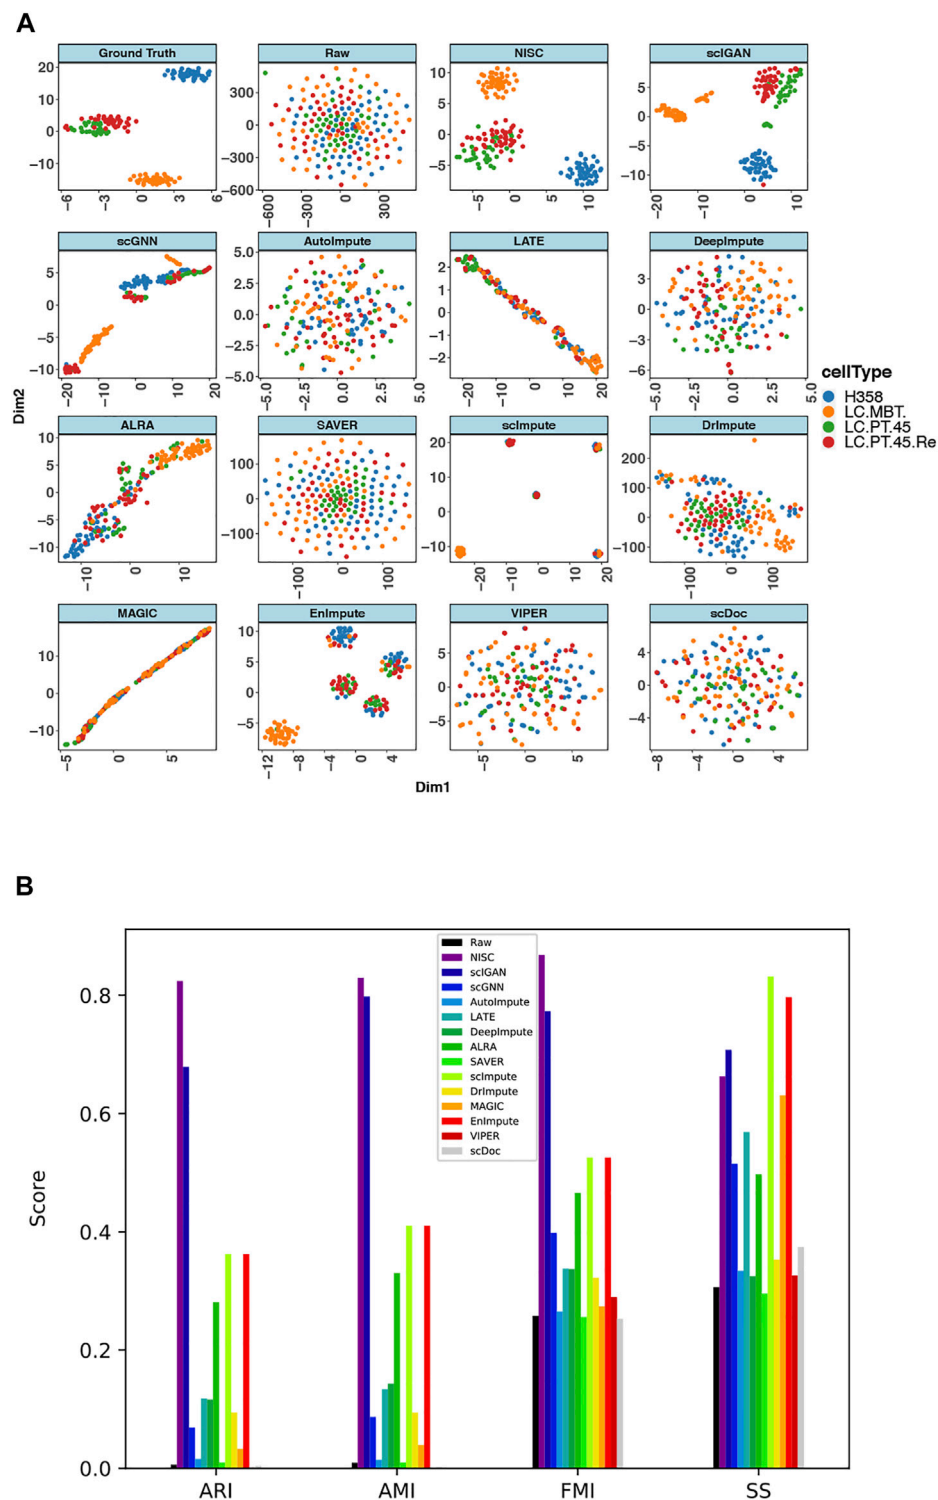 A
Ground Truth Raw NISC scIGAN
20 10 0 −10
−6 −3 0 3 6
300 0 −300 −600
−600 −300 0 300
10 5 0 −5
−5 0 5 10
5 0 −5 −10
−20 −10 0 10
scGNN AutoImpute LATE DeepImpute
5 0 −5 −10
−20 −10 0 10 20
5.0 2.5 0.0 −2.5 −5.0
−5.0 −2.5 0.0 2.5 5.0
2 1 0 −1 −2
−20 −10 0 10 20
3 0 −3 −6
−5.0 −2.5 0.0 2.5 5.0
cellType
H358
LC.MBT.
LC.PT.45
LC.PT.45.Re
Dim2
ALRA SAVER scImpute DrImpute
10 5 0 −5 −10
−10 0 10
100 0 −100
−100 0 100
20 10 0 −10
−20 −10 0 10 20
200 100 0 −100
−100 0 100
MAGIC EnImpute VIPER scDoc
10 0 −10
−5 0 5
10 5 0 −5
−12 −8 −4 0 4
5 0 −5
−5 0 5
4 0 −4
−8 −4 0 4
Dim1
B
Raw
NISC
scIGAN
scGNN
AutoImpute
LATE
DeepImpute
ALRA
SAVER
scImpute
DrImpute
MAGIC
EnImpute
VIPER
scDoc
Score
0.8
0.6
0.4
0.2
0.0
ARI AMI FMI SS